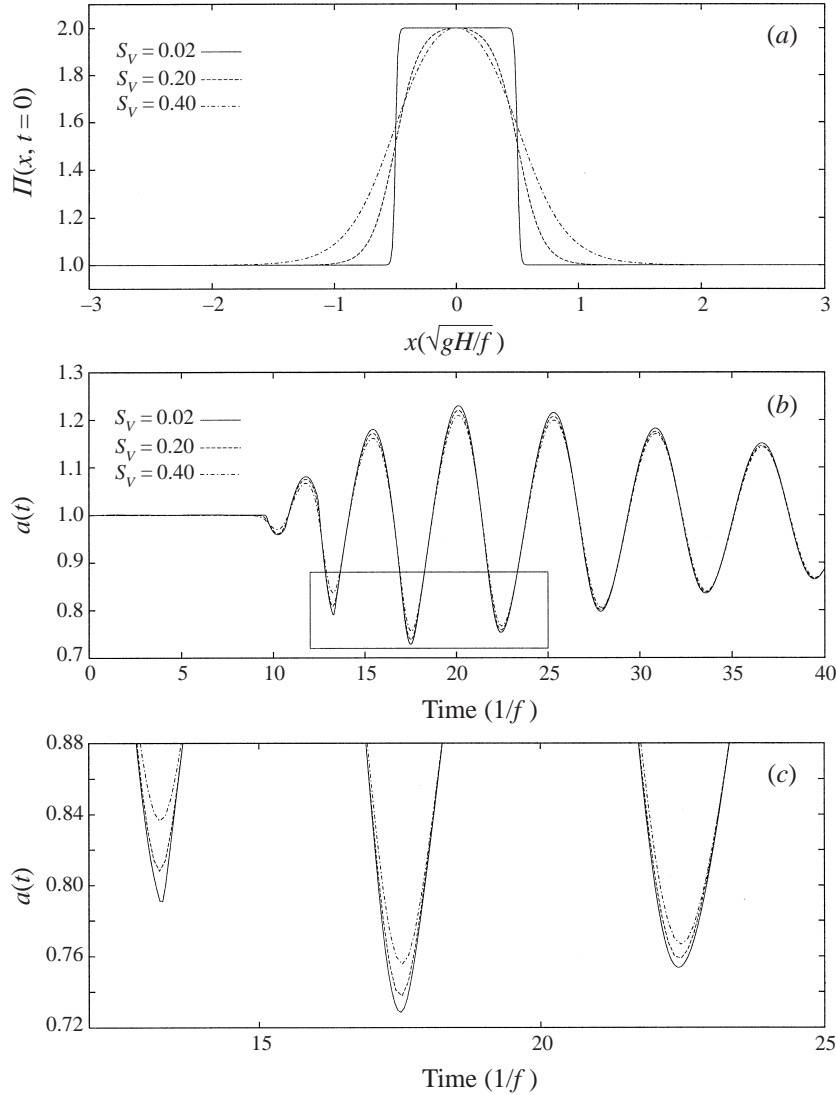 (a)
S_V = 0.02
S_V = 0.20
S_V = 0.40
Π(x, t = 0)
2.0
1.8
1.6
1.4
1.2
1.0
−3 −2 −1 0 1 2 3
x(√gH/f)
(b)
S_V = 0.02
S_V = 0.20
S_V = 0.40
a(t)
1.3
1.2
1.1
1.0
0.9
0.8
0.7
0 5 10 15 20 25 30 35 40
Time (1/f)
(c)
a(t)
0.88
0.84
0.80
0.76
0.72
15 20 25
Time (1/f)